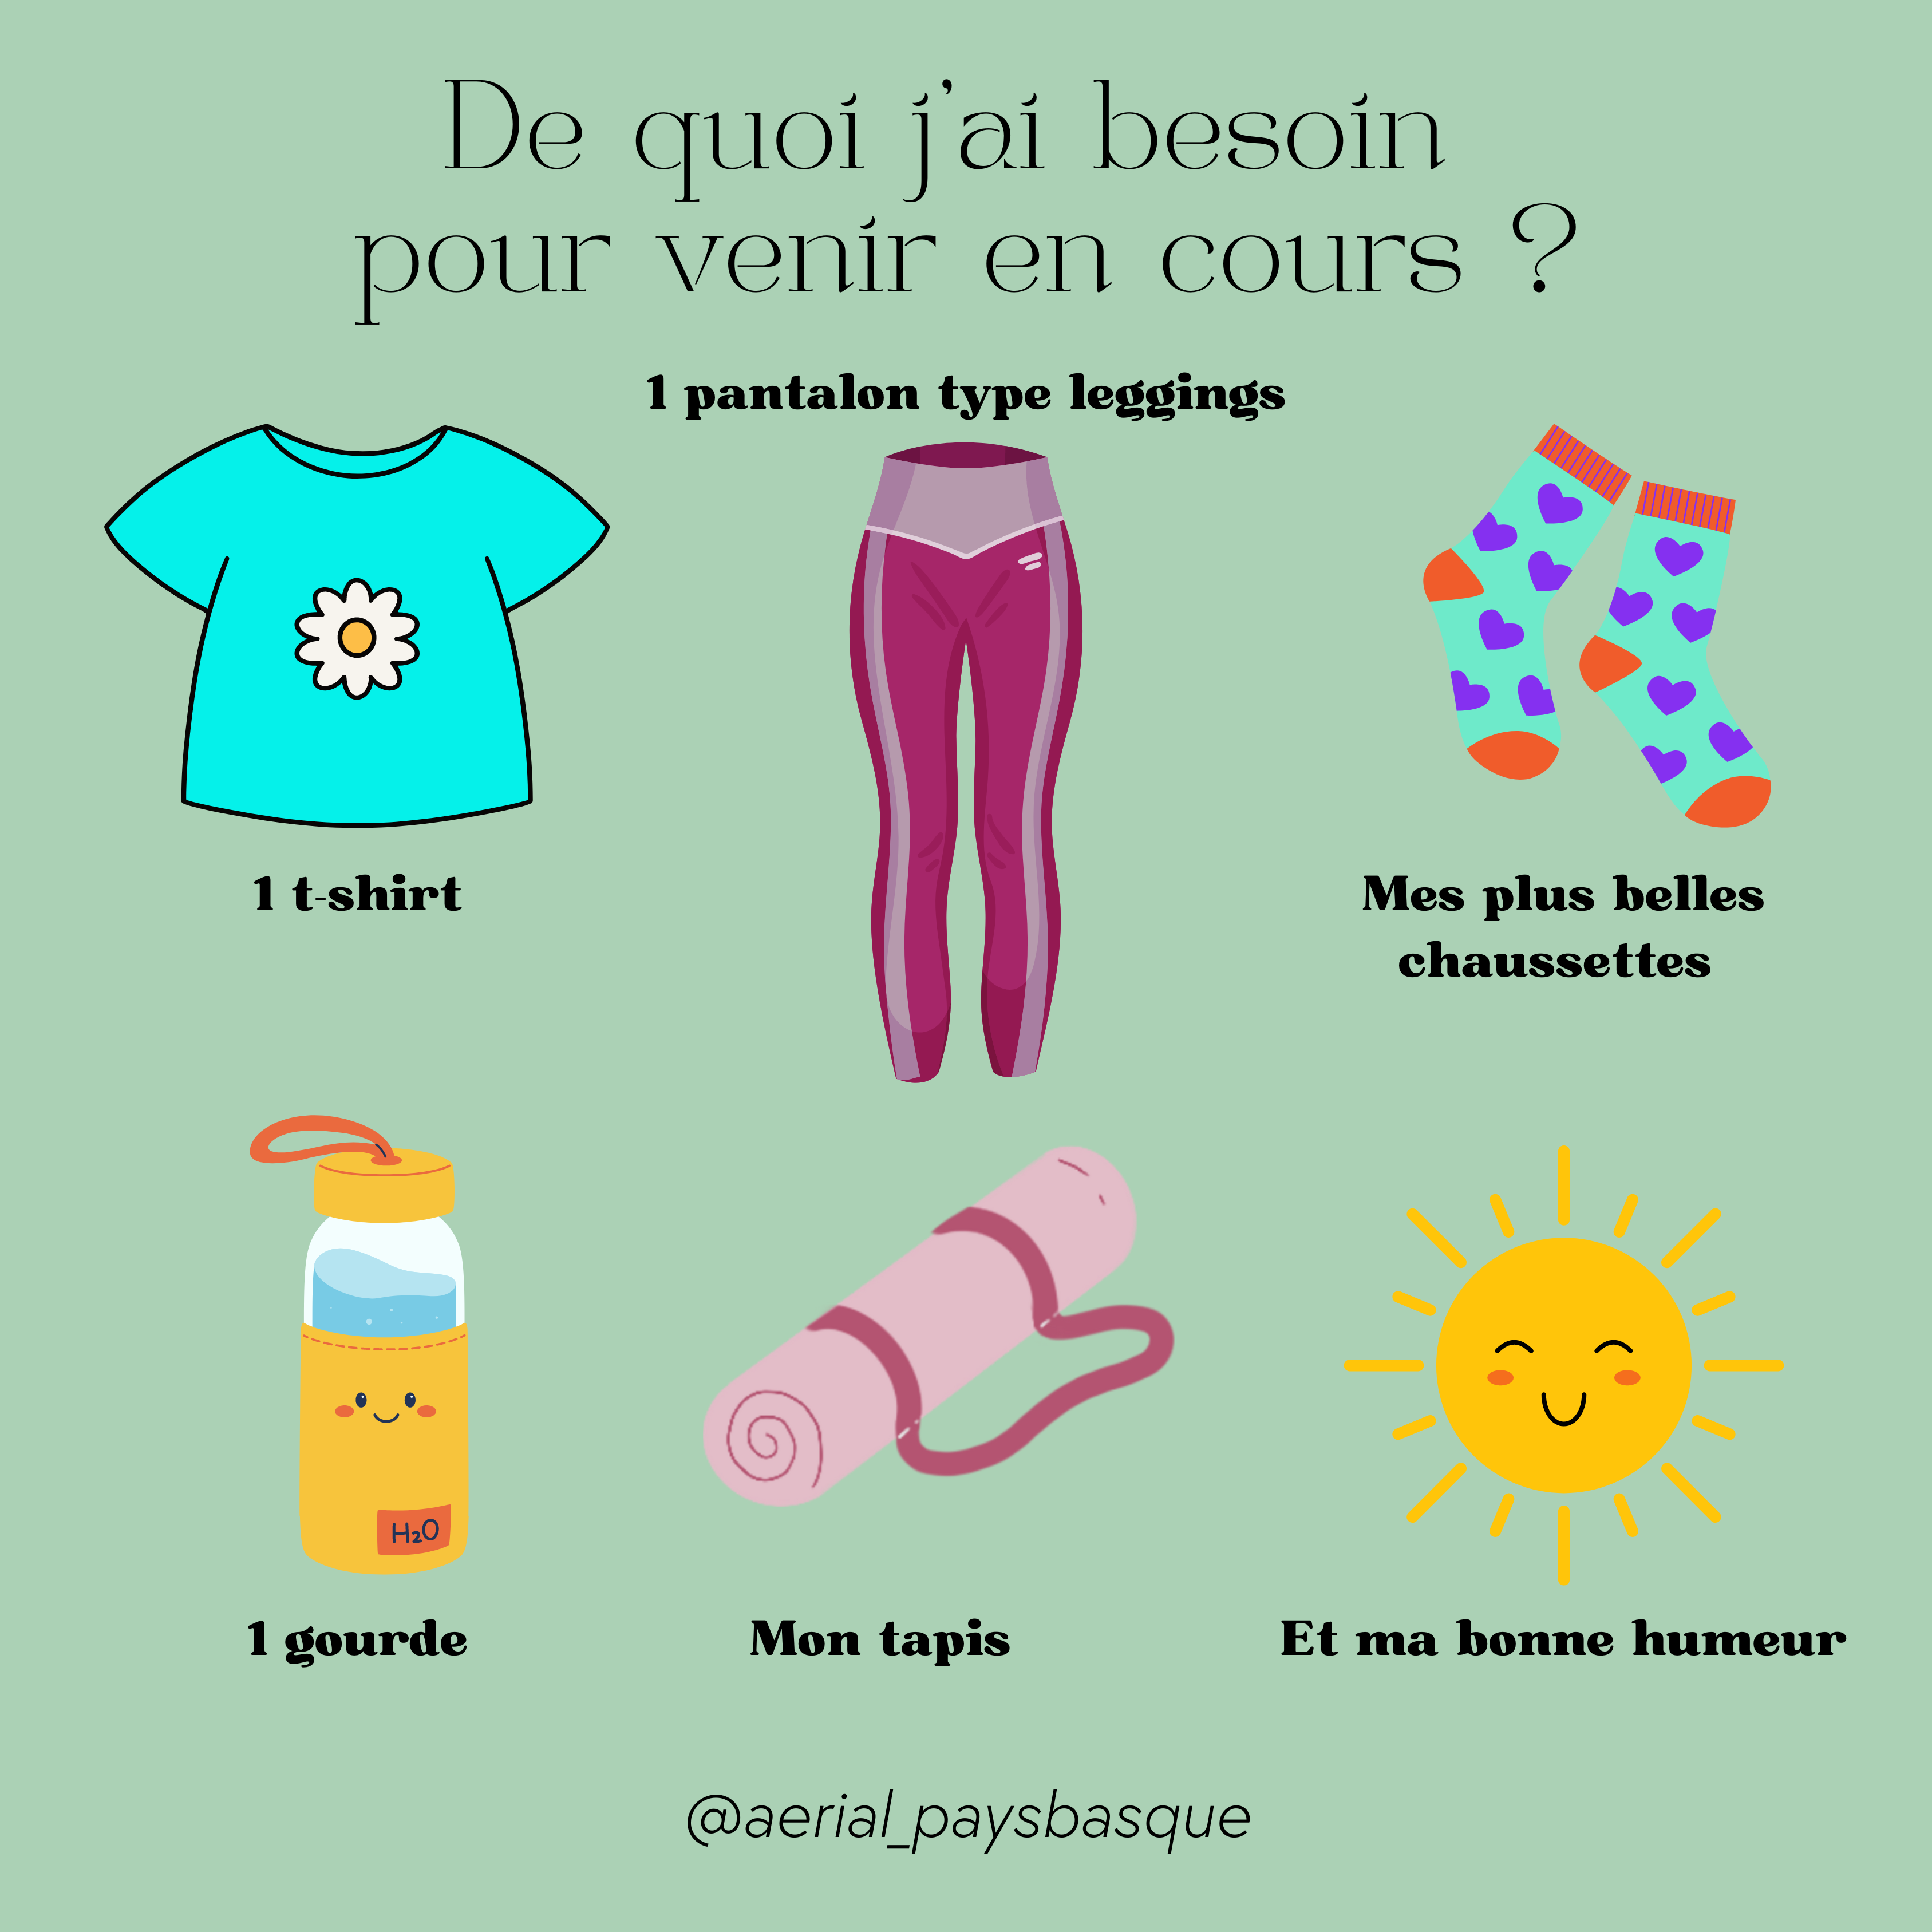 De quoi j'ai besoin
pour venir en cours ?
1 pantalon type leggings
1 t-shirt
Mes plus belles
chaussettes
H₂O
1 gourde
Mon tapis
Et ma bonne humeur
@aerial_paysbasque